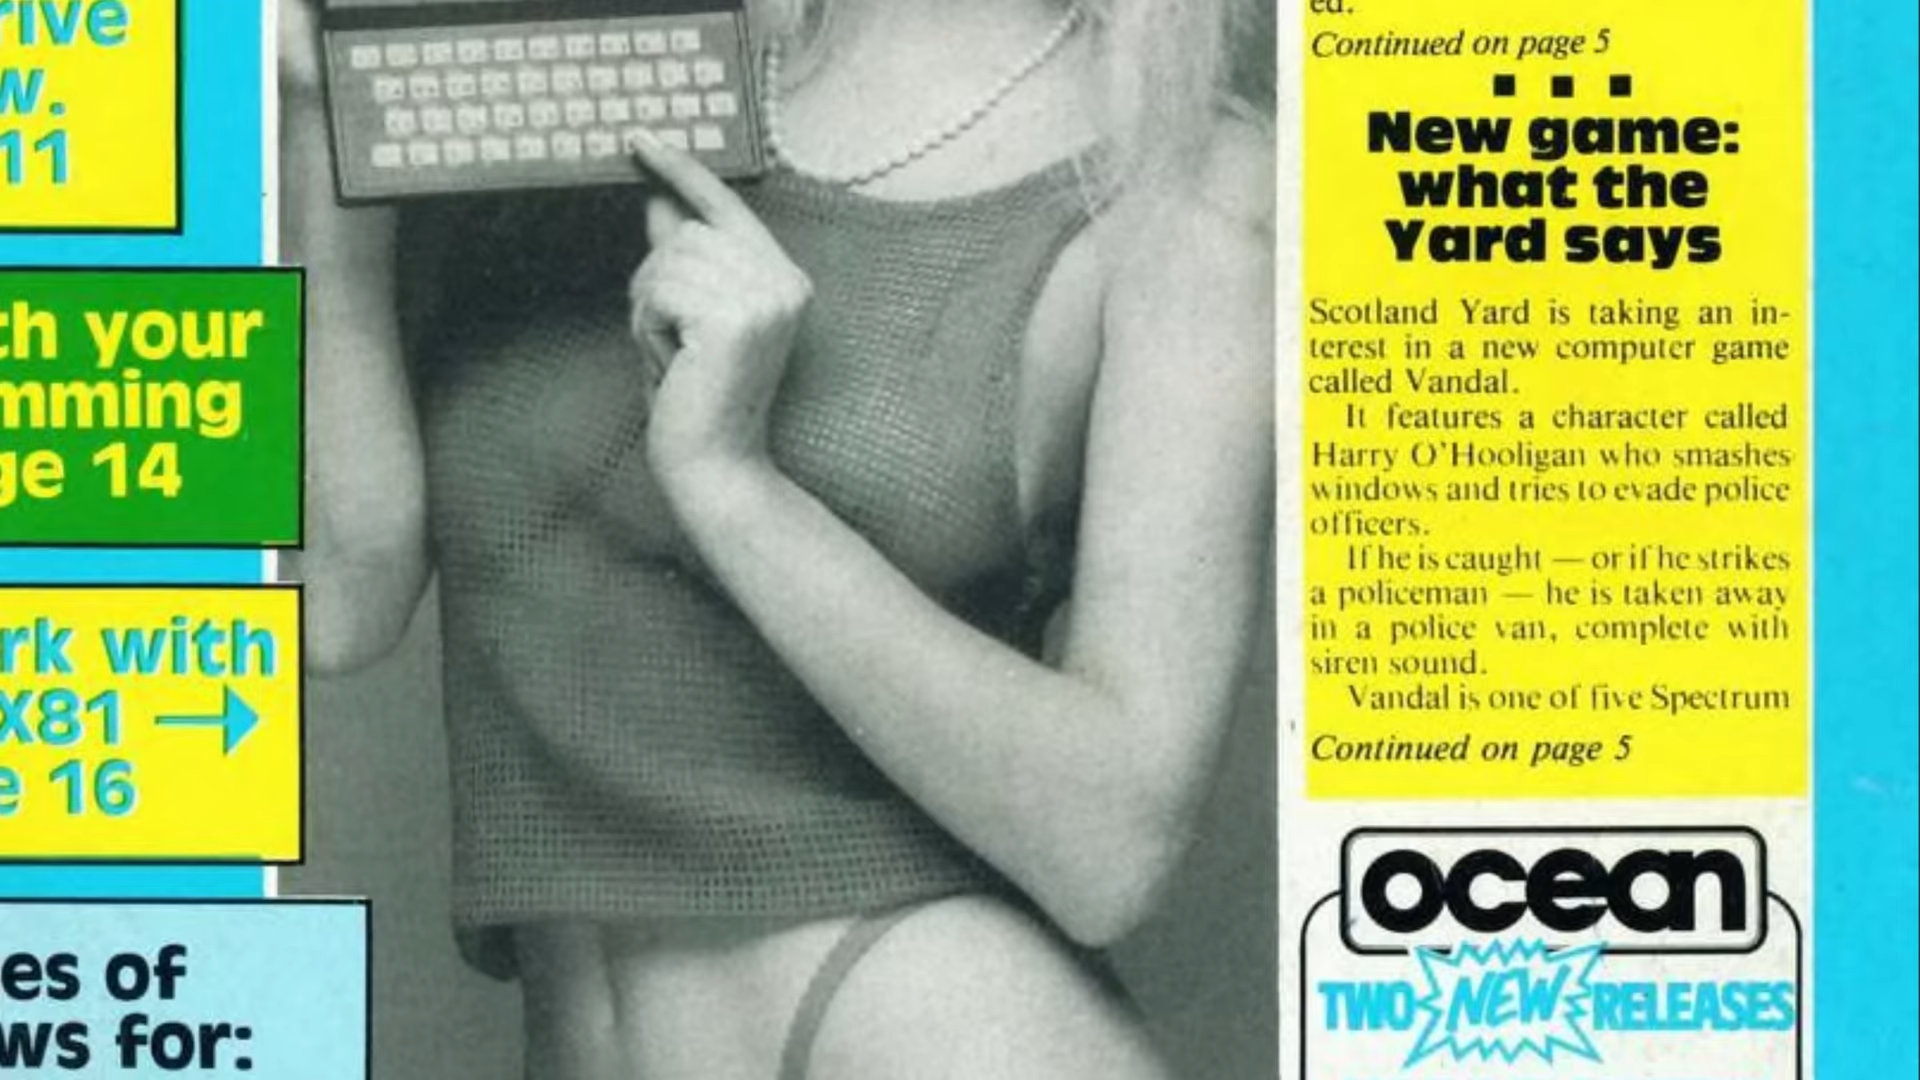 rive
w.
11
th your
mming
ge 14
rk with
X81 →
e 16
es of
ws for:
ed.
Continued on page 5
New game:
what the
Yard says
Scotland Yard is taking an in-
terest in a new computer game
called Vandal.
It features a character called
Harry O'Hooligan who smashes
windows and tries to evade police
officers.
If he is caught — or if he strikes
a policeman — he is taken away
in a police van, complete with
siren sound.
Vandal is one of five Spectrum
Continued on page 5
ocean
TWO NEW RELEASES